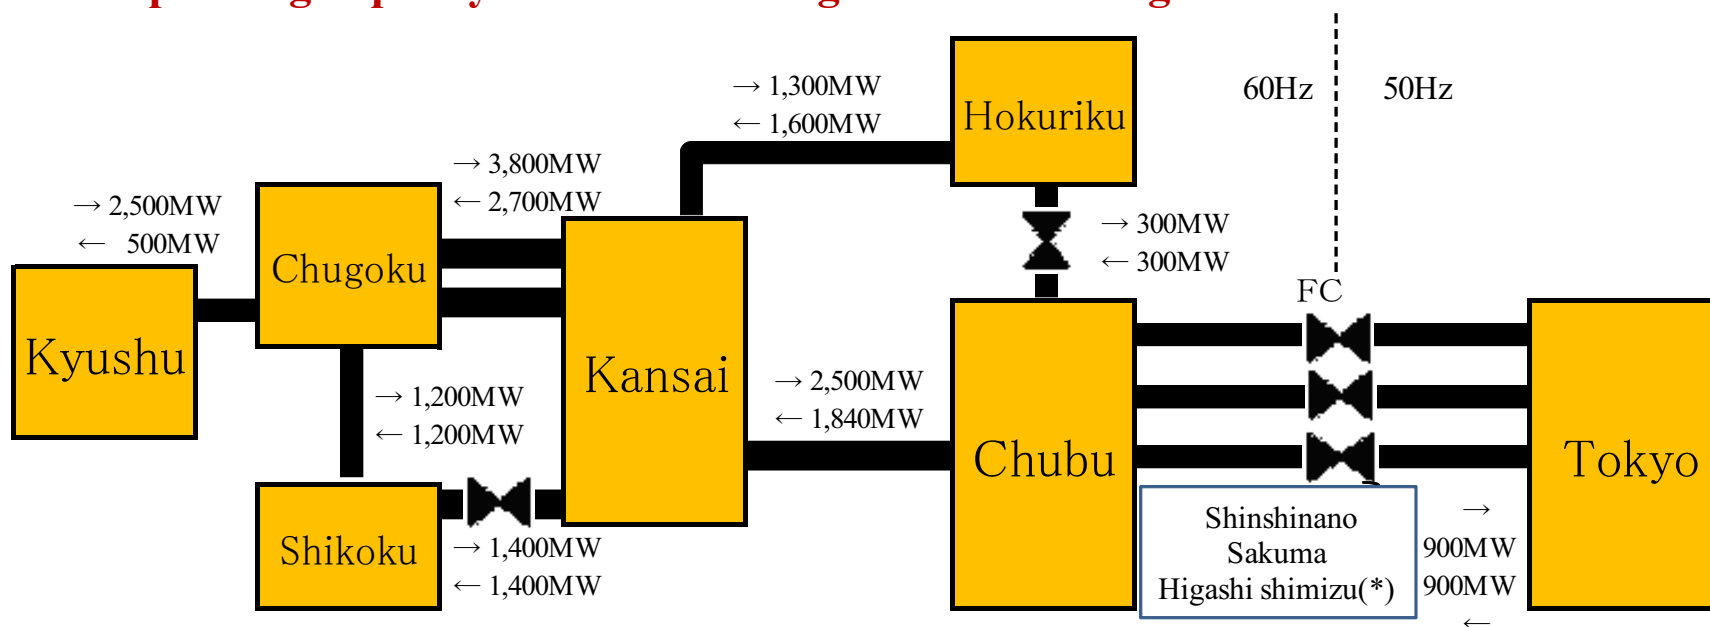 60Hz
50Hz
→ 1,300MW
← 1,600MW
Hokuriku
→ 3,800MW
← 2,700MW
→ 2,500MW
← 500MW
→ 300MW
← 300MW
Chugoku
Kyushu
FC
Kansai
→ 1,200MW
← 1,200MW
→ 2,500MW
← 1,840MW
Chubu
Tokyo
Shikoku
→ 1,400MW
← 1,400MW
Shinshinano
Sakuma
Higashi shimizu(*)
→
900MW
900MW
←